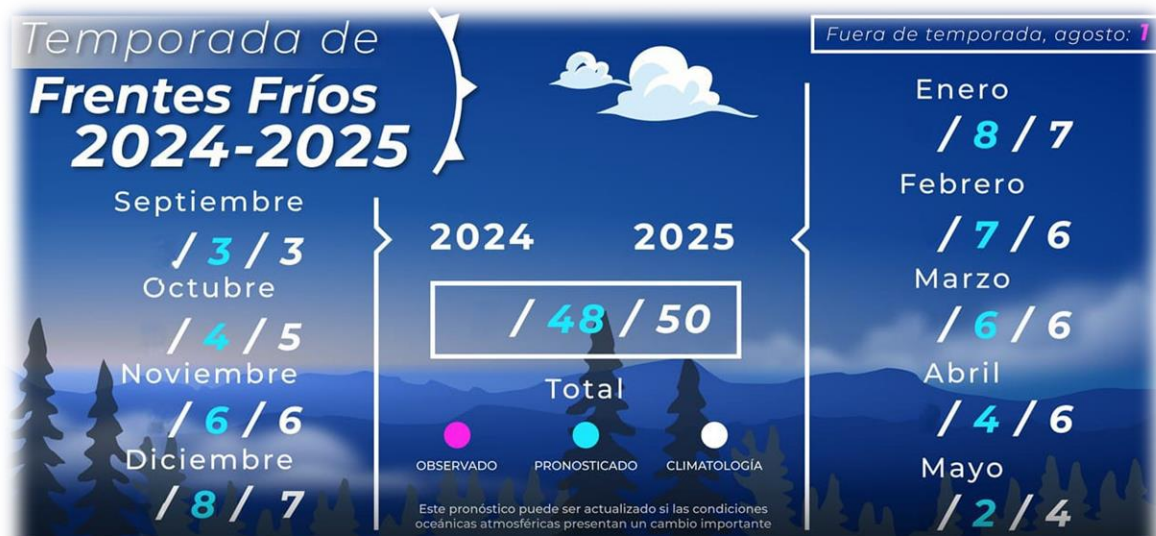 Temporada de
Frentes Fríos
2024-2025
Septiembre
/ 3 / 3
Octubre
/ 4 / 5
Noviembre
/ 6 / 6
Diciembre
/ 8 / 7
2024 2025
/ 48 / 50
Total
OBSERVADO PRONOSTICADO CLIMATOLOGÍA
Este pronóstico puede ser actualizado si las condiciones
oceánicas atmosféricas presentan un cambio importante
Fuera de temporada, agosto: 1
Enero
/ 8 / 7
Febrero
/ 7 / 6
Marzo
/ 6 / 6
Abril
/ 4 / 6
Mayo
/ 2 / 4